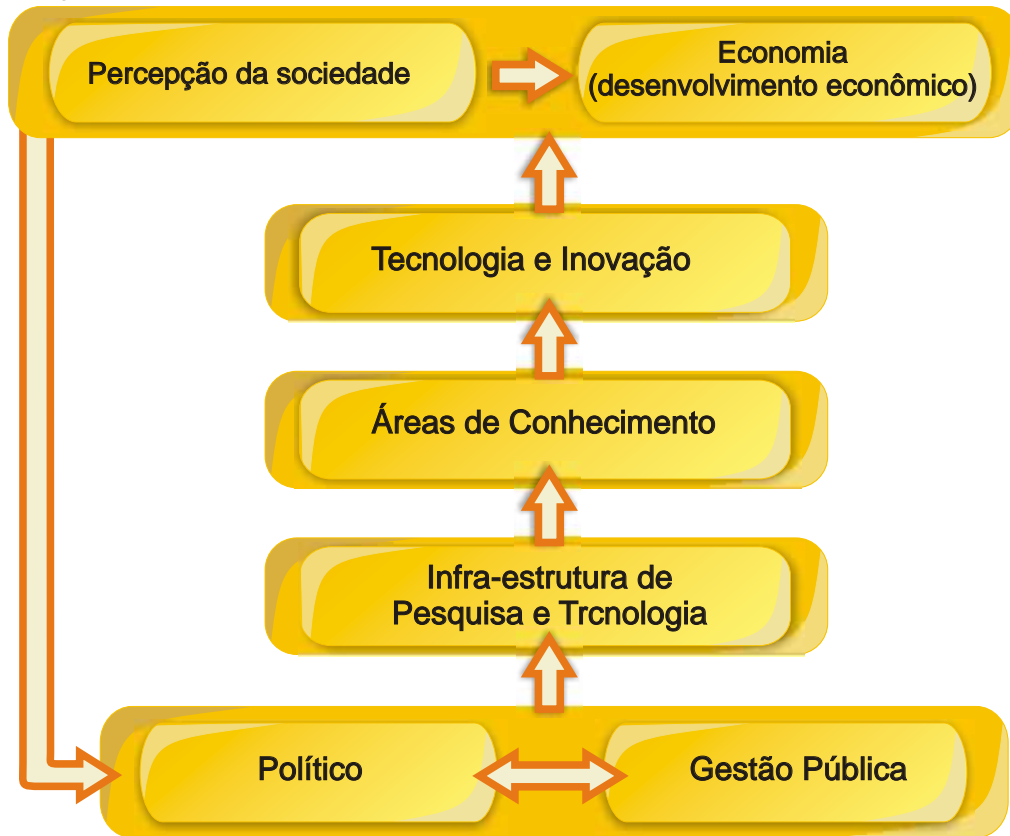 Percepção da sociedade
Economia
(desenvolvimento econômico)
Tecnologia e Inovação
Áreas de Conhecimento
Infra-estrutura de
Pesquisa e Trcnologia
Político
Gestão Pública